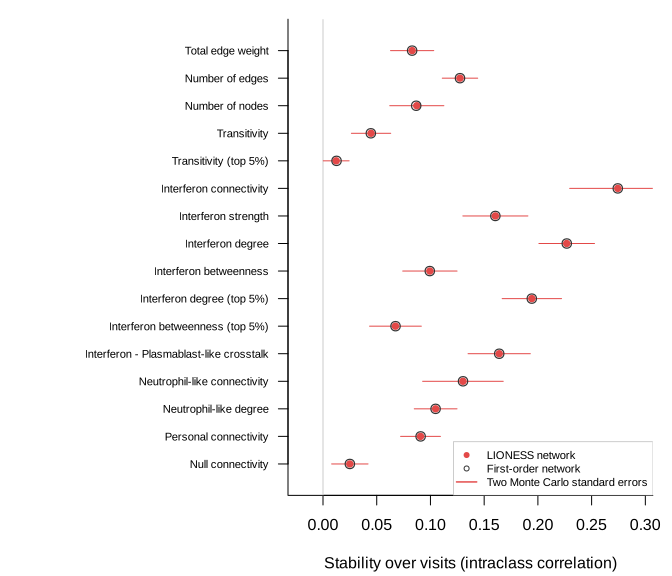 Total edge weight
Number of edges
Number of nodes
Transitivity
Transitivity (top 5%)
Interferon connectivity
Interferon strength
Interferon degree
Interferon betweenness
Interferon degree (top 5%)
Interferon betweenness (top 5%)
Interferon - Plasmablast-like crosstalk
Neutrophil-like connectivity
Neutrophil-like degree
Personal connectivity
Null connectivity
LIONESS network
First-order network
Two Monte Carlo standard errors
0.00 0.05 0.10 0.15 0.20 0.25 0.30
Stability over visits (intraclass correlation)